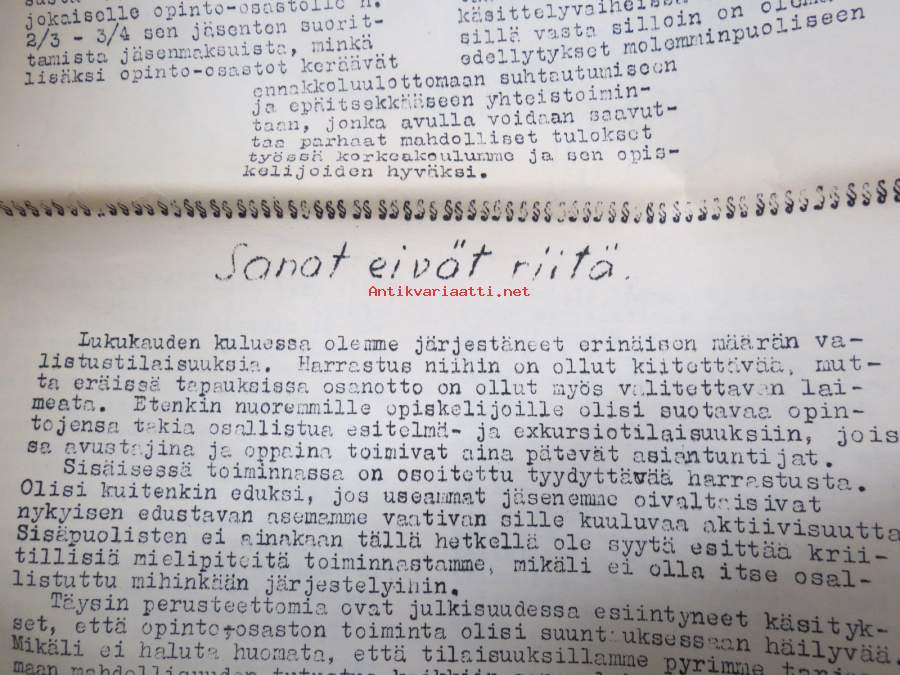 jokaiselle opinto-osastolle n.
2/3 - 3/4 sen jäsenten suorit-
tamista jäsenmaksuista, minkä
lisäksi opinto-osastot keräävät
käsittelyvaiheissa
sillä vasta silloin on
edellytykset molemminpuoliseen
ennakkoluulottomaan suhtautumiseen
ja epäitsekkääseen yhteistoimin-
taan, jonka avulla voidaan saavut-
taa parhaat mahdolliset tulokset
työssä korkeakoulumme ja sen opis-
kelijoiden hyväksi.
Sanat eivät riitä.
Antikvariaatti.net
Lukukauden kuluessa olemme järjestäneet erinäisen määrän va-
listustilaisuuksia. Harrastus niihin on ollut kiitettävää, mut-
ta eräissä tapauksissa osanotto on ollut myös valitettavan lai-
meata. Etenkin nuoremmille opiskelijoille olisi suotavaa opin-
tojensa takia osallistua esitelmä- ja exkursiotilaisuuksiin, jois
sa avustajina ja oppaina toimivat aina pätevät asiantuntijat.
Sisäisessä toiminnassa on osoitettu tyydyttävää harrastusta.
Olisi kuitenkin eduksi, jos useammat jäsenemme oivaltaisivat
nykyisen edustavan asemamme vaativan sille kuuluvaa aktiivisuutta
Sisäpuolisten ei ainakaan tällä hetkellä ole syytä esittää krii-
tillisiä mielipiteitä toiminnastamme, mikäli ei olla itse osal-
listuttu mihinkään järjestelyihin.
Täysin perusteettomia ovat julkisuudessa esiintyneet käsityk-
set, että opinto-osaston toiminta olisi suuntauksessaan häilyvää.
Mikäli ei haluta huomata, että tilaisuuksillamme pyrimme